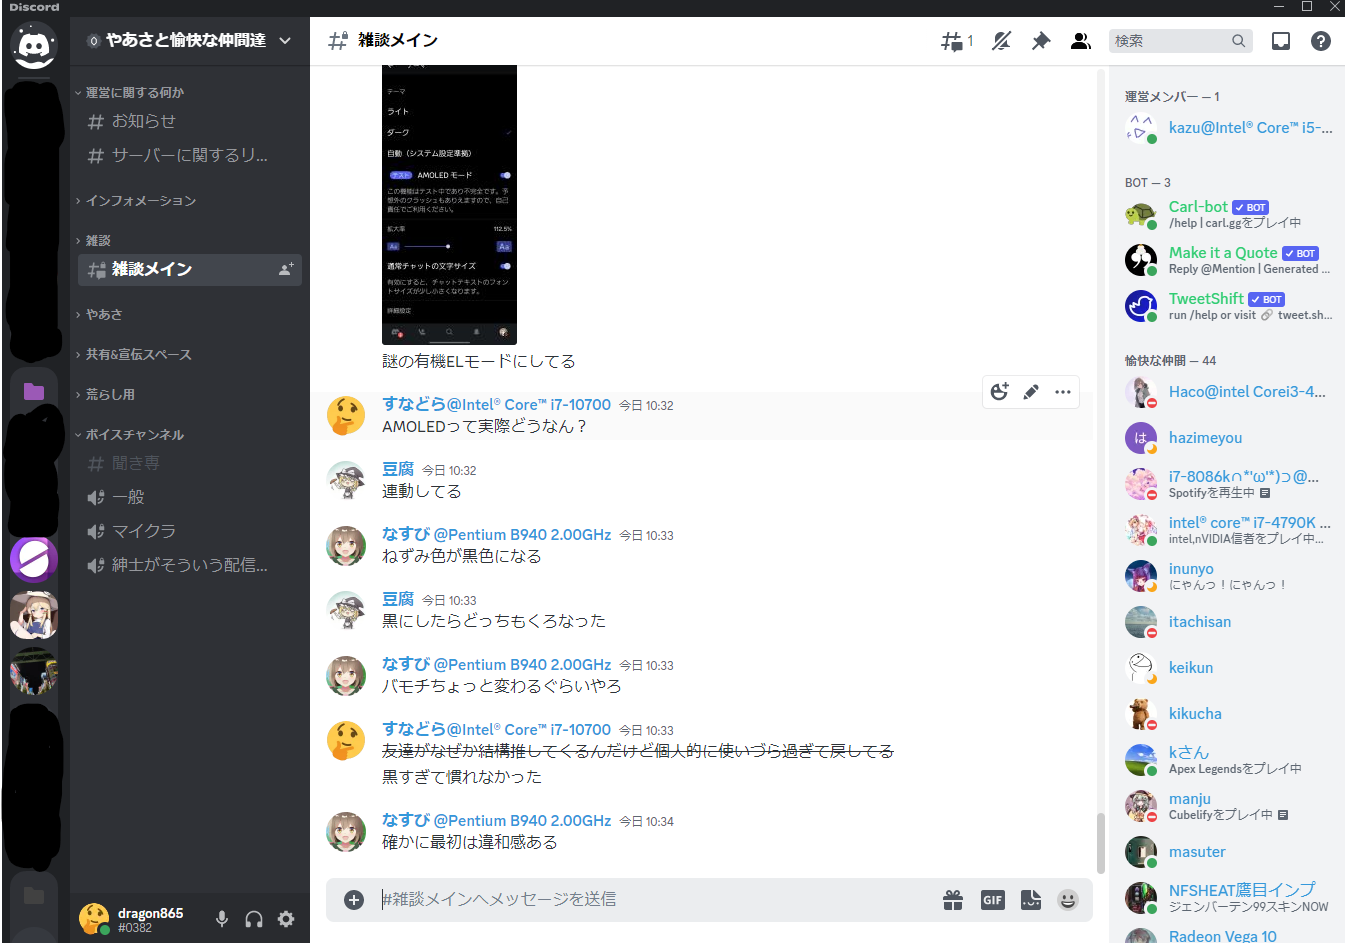 Discord
やあさと愉快な仲間達
運営に関する何か
お知らせ
サーバーに関するリ...
インフォメーション
雑談
雑談メイン
やあさ
共有&宣伝スペース
荒らし用
ボイスチャンネル
聞き専
一般
マイクラ
紳士がそういう配信...
dragon865
#0382
雑談メイン
1
検索
テーマ
ライト
ダーク
自動（システム設定準拠）
テスト AMOLED モード
この機能はテスト中であり不完全です。予
想外のクラッシュもありえますので、自己
責任でご利用ください。
拡大率 112.5%
Aa Aa
通常チャットの文字サイズ
有効にすると、チャットテキストのフォン
トサイズが少し小さくなります。
詳細設定
謎の有機ELモードにしてる
すなどら@Intel® Core™ i7-10700 今日 10:32
AMOLEDって実際どうなん？
豆腐 今日 10:32
連動してる
なすび @Pentium B940 2.00GHz 今日 10:33
ねずみ色が黒色になる
豆腐 今日 10:33
黒にしたらどっちもくろなった
なすび @Pentium B940 2.00GHz 今日 10:33
バモチちょっと変わるぐらいやろ
すなどら@Intel® Core™ i7-10700 今日 10:33
友達がなぜか結構推してくるんだけど個人的に使いづら過ぎて戻してる
黒すぎて慣れなかった
なすび @Pentium B940 2.00GHz 今日 10:34
確かに最初は違和感ある
#雑談メインへメッセージを送信
GIF
運営メンバー — 1
kazu@Intel® Core™ i5-...
BOT — 3
Carl-bot BOT
/help | carl.ggをプレイ中
Make it a Quote BOT
Reply @Mention | Generated ...
TweetShift BOT
run /help or visit 🔗 tweet.sh...
愉快な仲間 — 44
Haco@intel Corei3-4...
は
hazimeyou
i7-8086k∩*'ω'*)⊃@...
Spotifyを再生中
intel® core™ i7-4790K ...
intel,nVIDIA信者をプレイ中...
inunyo
にゃんっ！にゃんっ！
itachisan
keikun
kikucha
kさん
Apex Legendsをプレイ中
manju
Cubelifyをプレイ中
masuter
NFSHEAT鷹目インプ
ジェンバーテン99スキンNOW
Radeon Vega 10